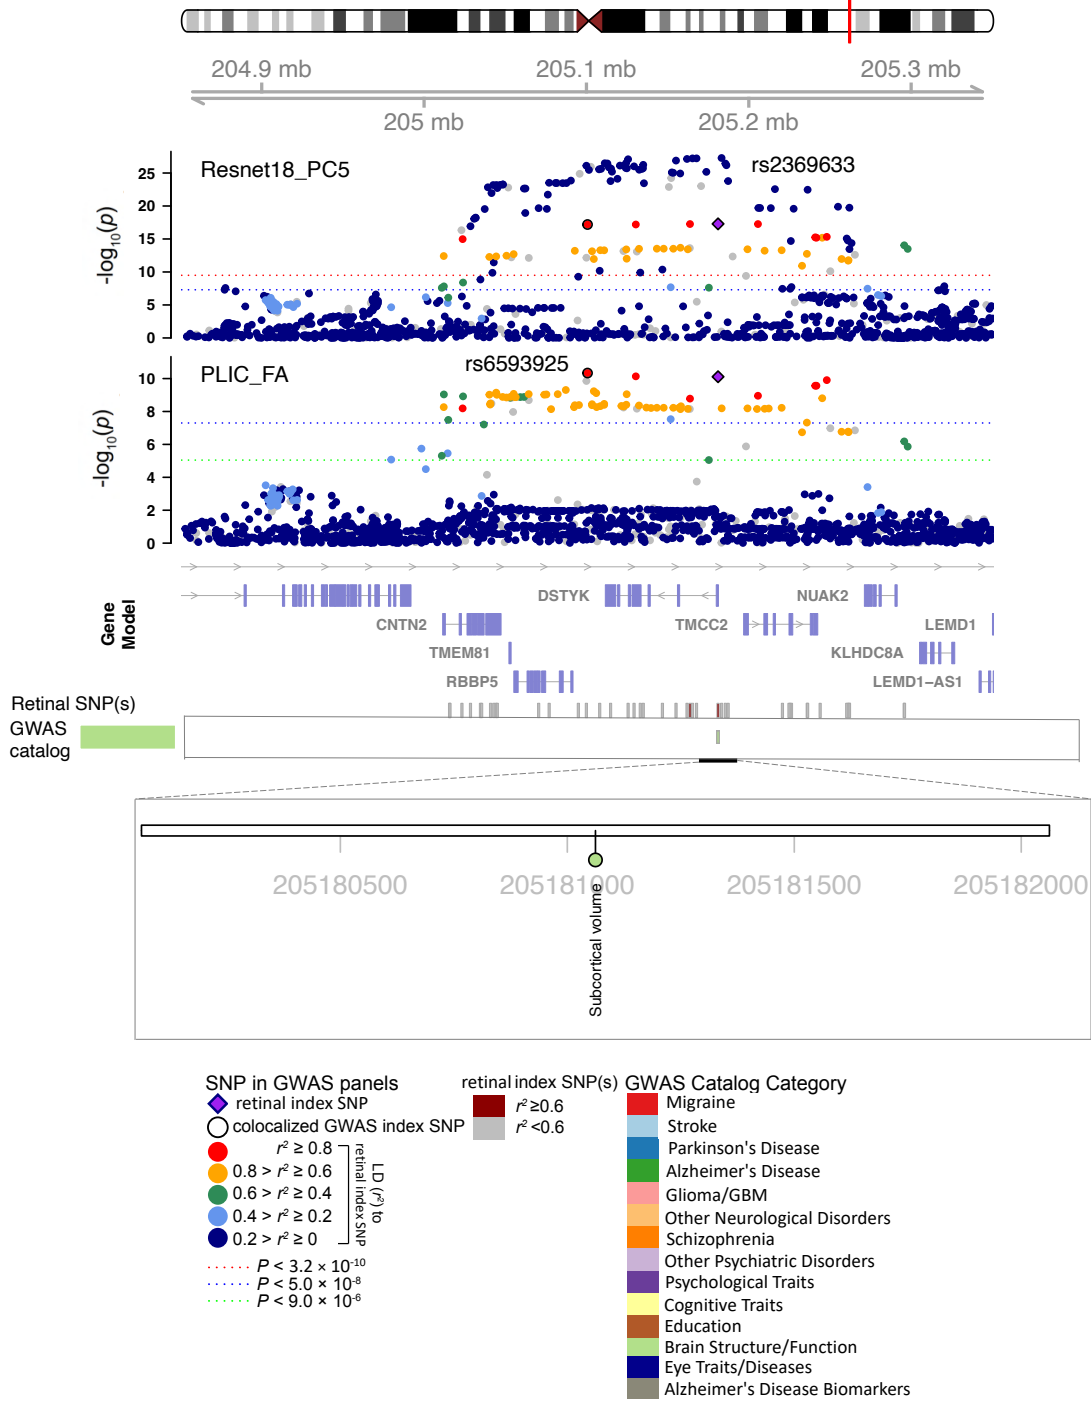 204.9 mb
205.1 mb
205.3 mb
205 mb
205.2 mb
Resnet18_PC5
rs2369633
-log10(p)
25
20
15
10
5
0
PLIC_FA
rs6593925
-log10(p)
10
8
6
4
2
0
Gene
Model
DSTYK
NUAK2
CNTN2
TMCC2
LEMD1
TMEM81
KLHDC8A
RBBP5
LEMD1−AS1
Retinal SNP(s)
GWAS
catalog
205180500
205181000
205181500
205182000
Subcortical volume
SNP in GWAS panels
retinal index SNP
colocalized GWAS index SNP
r² ≥ 0.8
0.8 > r² ≥ 0.6
0.6 > r² ≥ 0.4
0.4 > r² ≥ 0.2
0.2 > r² ≥ 0
LD (r²) to
retinal index SNP
P < 3.2 × 10⁻¹⁰
P < 5.0 × 10⁻⁸
P < 9.0 × 10⁻⁶
retinal index SNP(s)
r² ≥0.6
r² <0.6
GWAS Catalog Category
Migraine
Stroke
Parkinson's Disease
Alzheimer's Disease
Glioma/GBM
Other Neurological Disorders
Schizophrenia
Other Psychiatric Disorders
Psychological Traits
Cognitive Traits
Education
Brain Structure/Function
Eye Traits/Diseases
Alzheimer's Disease Biomarkers